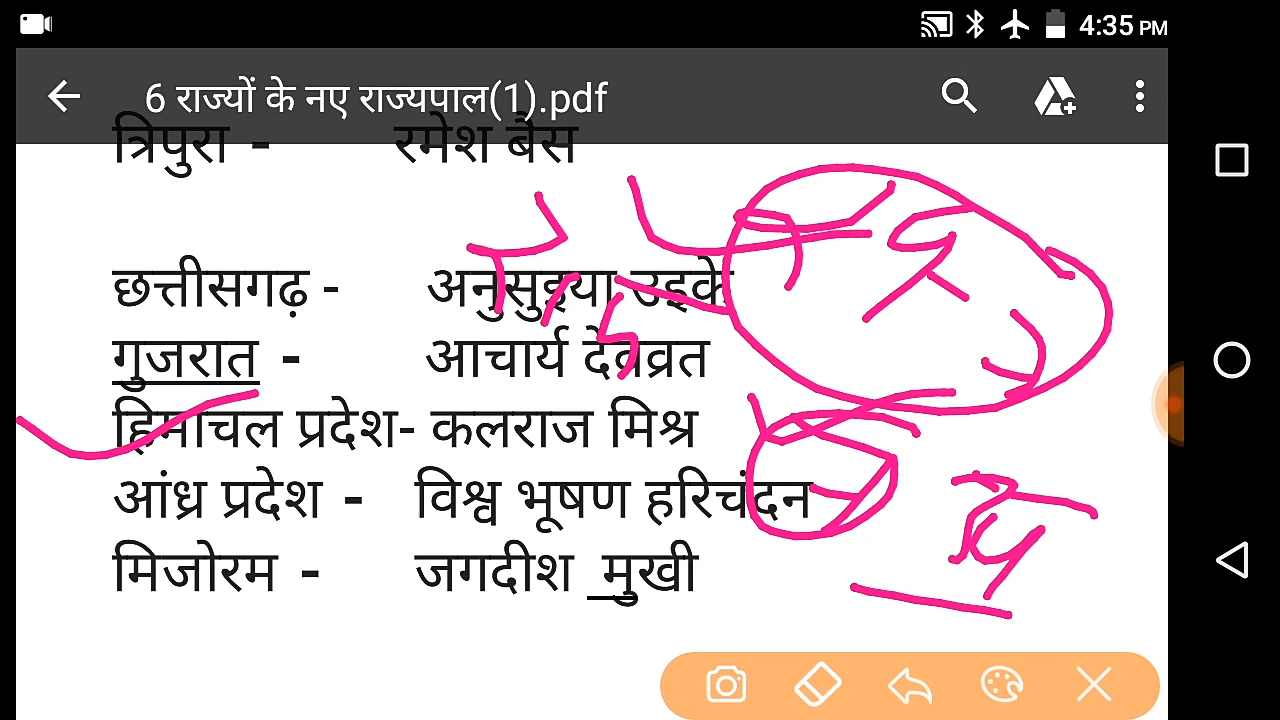 4:35 PM
6 राज्यों के नए राज्यपाल(1).pdf
त्रिपुरा - रमेश बैस
छत्तीसगढ़ - अनुसुइया उइके
गुजरात - आचार्य देवव्रत
हिमाचल प्रदेश- कलराज मिश्र
आंध्र प्रदेश - विश्व भूषण हरिचंदन
मिजोरम - जगदीश मुखी